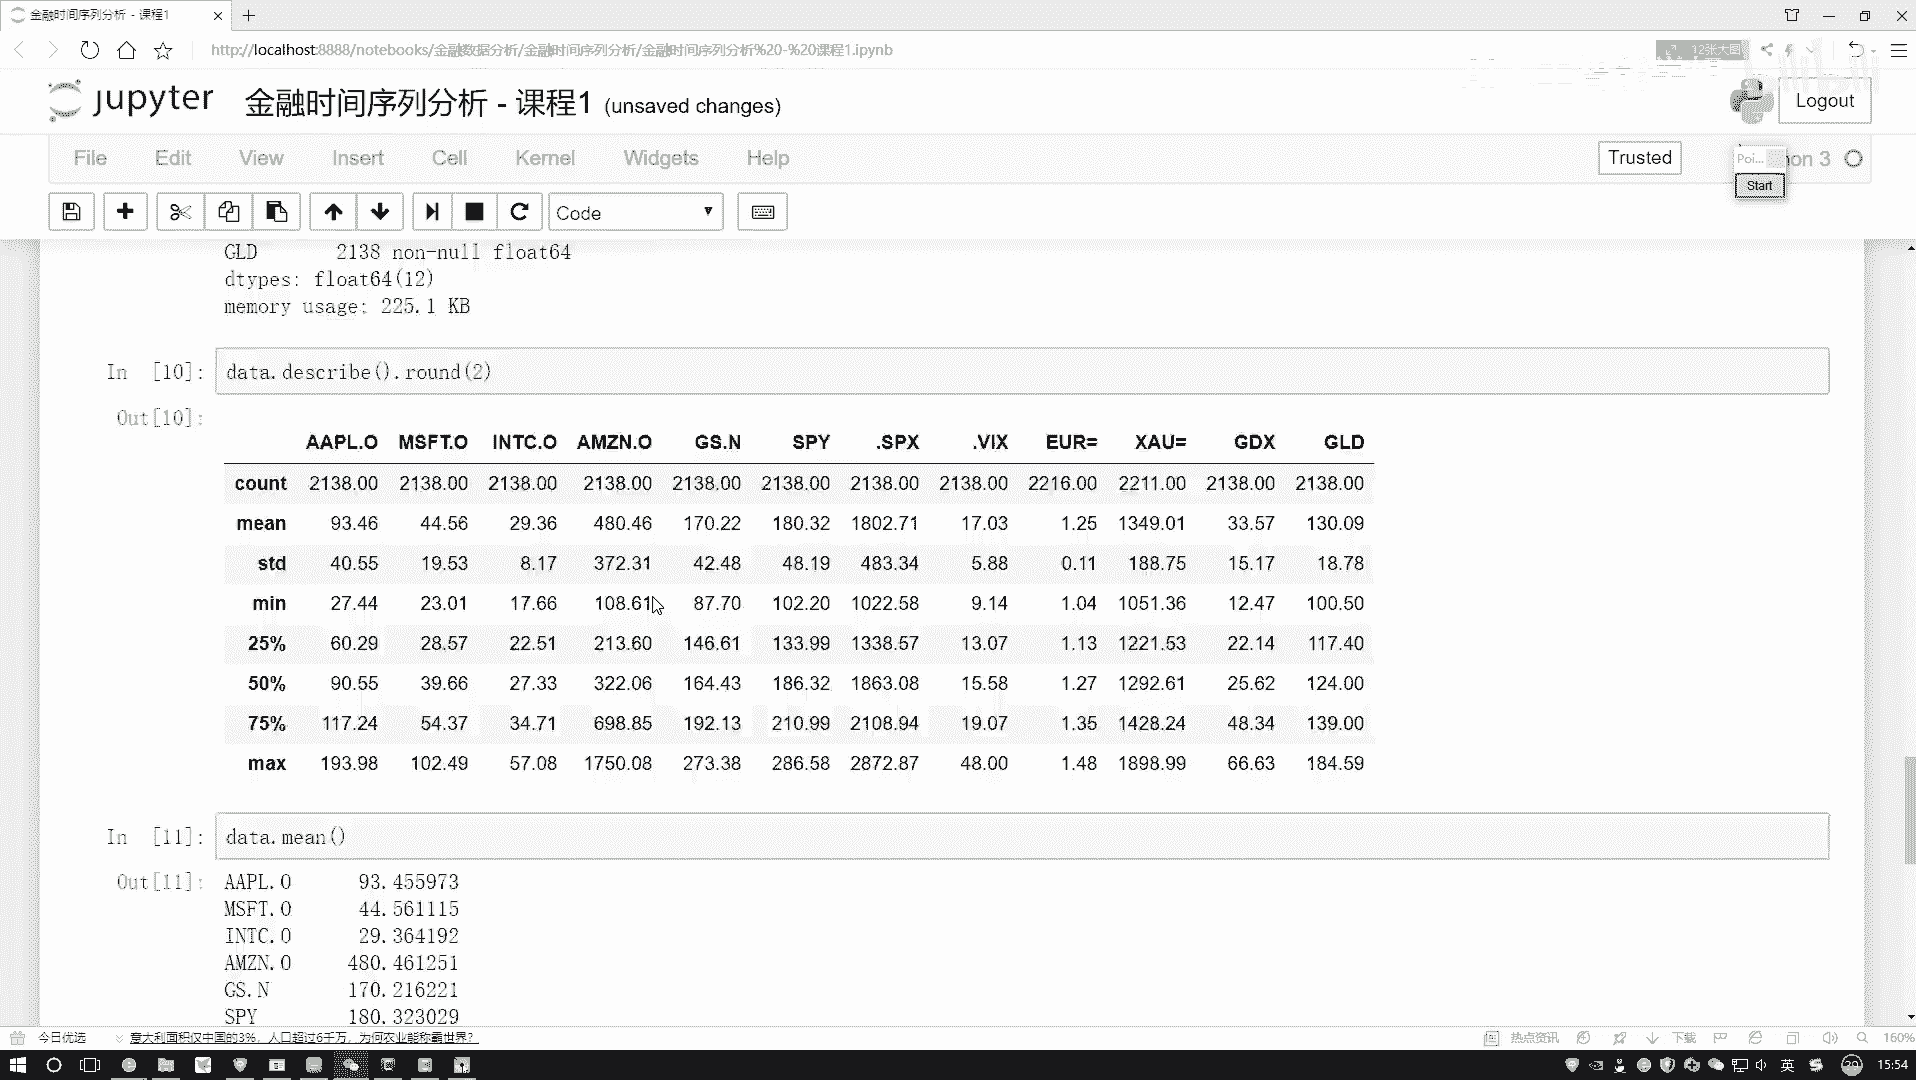 金融时间序列分析 - 课程1
http://localhost:8888/notebooks/金融数据分析/金融时间序列分析/金融时间序列分析%20-%20课程1.ipynb
12张大图
jupyter 金融时间序列分析 - 课程1 (unsaved changes)
Logout
File Edit View Insert Cell Kernel Widgets Help
Trusted
Poi... hon 3
Start
Code
GLD 2138 non-null float64
dtypes: float64(12)
memory usage: 225.1 KB
In [10]: data.describe().round(2)
Out[10]:
AAPL.O MSFT.O INTC.O AMZN.O GS.N SPY .SPX .VIX EUR= XAU= GDX GLD
count 2138.00 2138.00 2138.00 2138.00 2138.00 2138.00 2138.00 2138.00 2216.00 2211.00 2138.00 2138.00
mean 93.46 44.56 29.36 480.46 170.22 180.32 1802.71 17.03 1.25 1349.01 33.57 130.09
std 40.55 19.53 8.17 372.31 42.48 48.19 483.34 5.88 0.11 188.75 15.17 18.78
min 27.44 23.01 17.66 108.61 87.70 102.20 1022.58 9.14 1.04 1051.36 12.47 100.50
25% 60.29 28.57 22.51 213.60 146.61 133.99 1338.57 13.07 1.13 1221.53 22.14 117.40
50% 90.55 39.66 27.33 322.06 164.43 186.32 1863.08 15.58 1.27 1292.61 25.62 124.00
75% 117.24 54.37 34.71 698.85 192.13 210.99 2108.94 19.07 1.35 1428.24 48.34 139.00
max 193.98 102.49 57.08 1750.08 273.38 286.58 2872.87 48.00 1.48 1898.99 66.63 184.59
In [11]: data.mean()
Out[11]: AAPL.O 93.455973
MSFT.O 44.561115
INTC.O 29.364192
AMZN.O 480.461251
GS.N 170.216221
SPY 180.323029
今日优选 意大利面积仅中国的3%，人口超过6千万，为何农业能称霸世界？
热点资讯 下载 160%
英 29 15:54